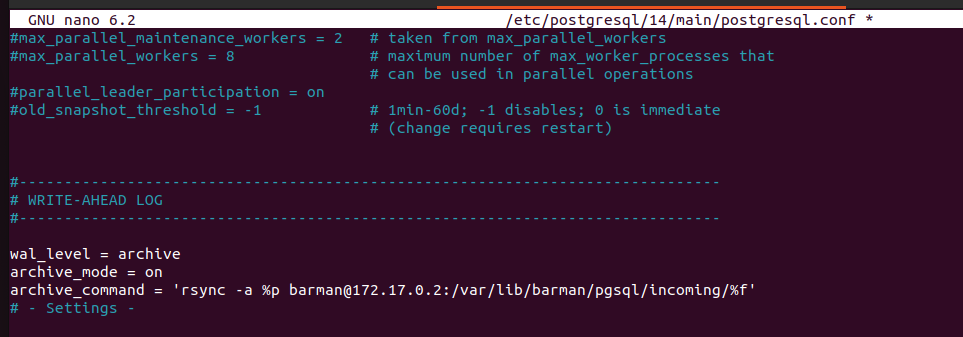 GNU nano 6.2 /etc/postgresql/14/main/postgresql.conf *
#max_parallel_maintenance_workers = 2 # taken from max_parallel_workers
#max_parallel_workers = 8 # maximum number of max_worker_processes that
# can be used in parallel operations
#parallel_leader_participation = on
#old_snapshot_threshold = -1 # 1min-60d; -1 disables; 0 is immediate
# (change requires restart)
#------------------------------------------------------------------------------
# WRITE-AHEAD LOG
#------------------------------------------------------------------------------
wal_level = archive
archive_mode = on
archive_command = 'rsync -a %p barman@172.17.0.2:/var/lib/barman/pgsql/incoming/%f'
# - Settings -